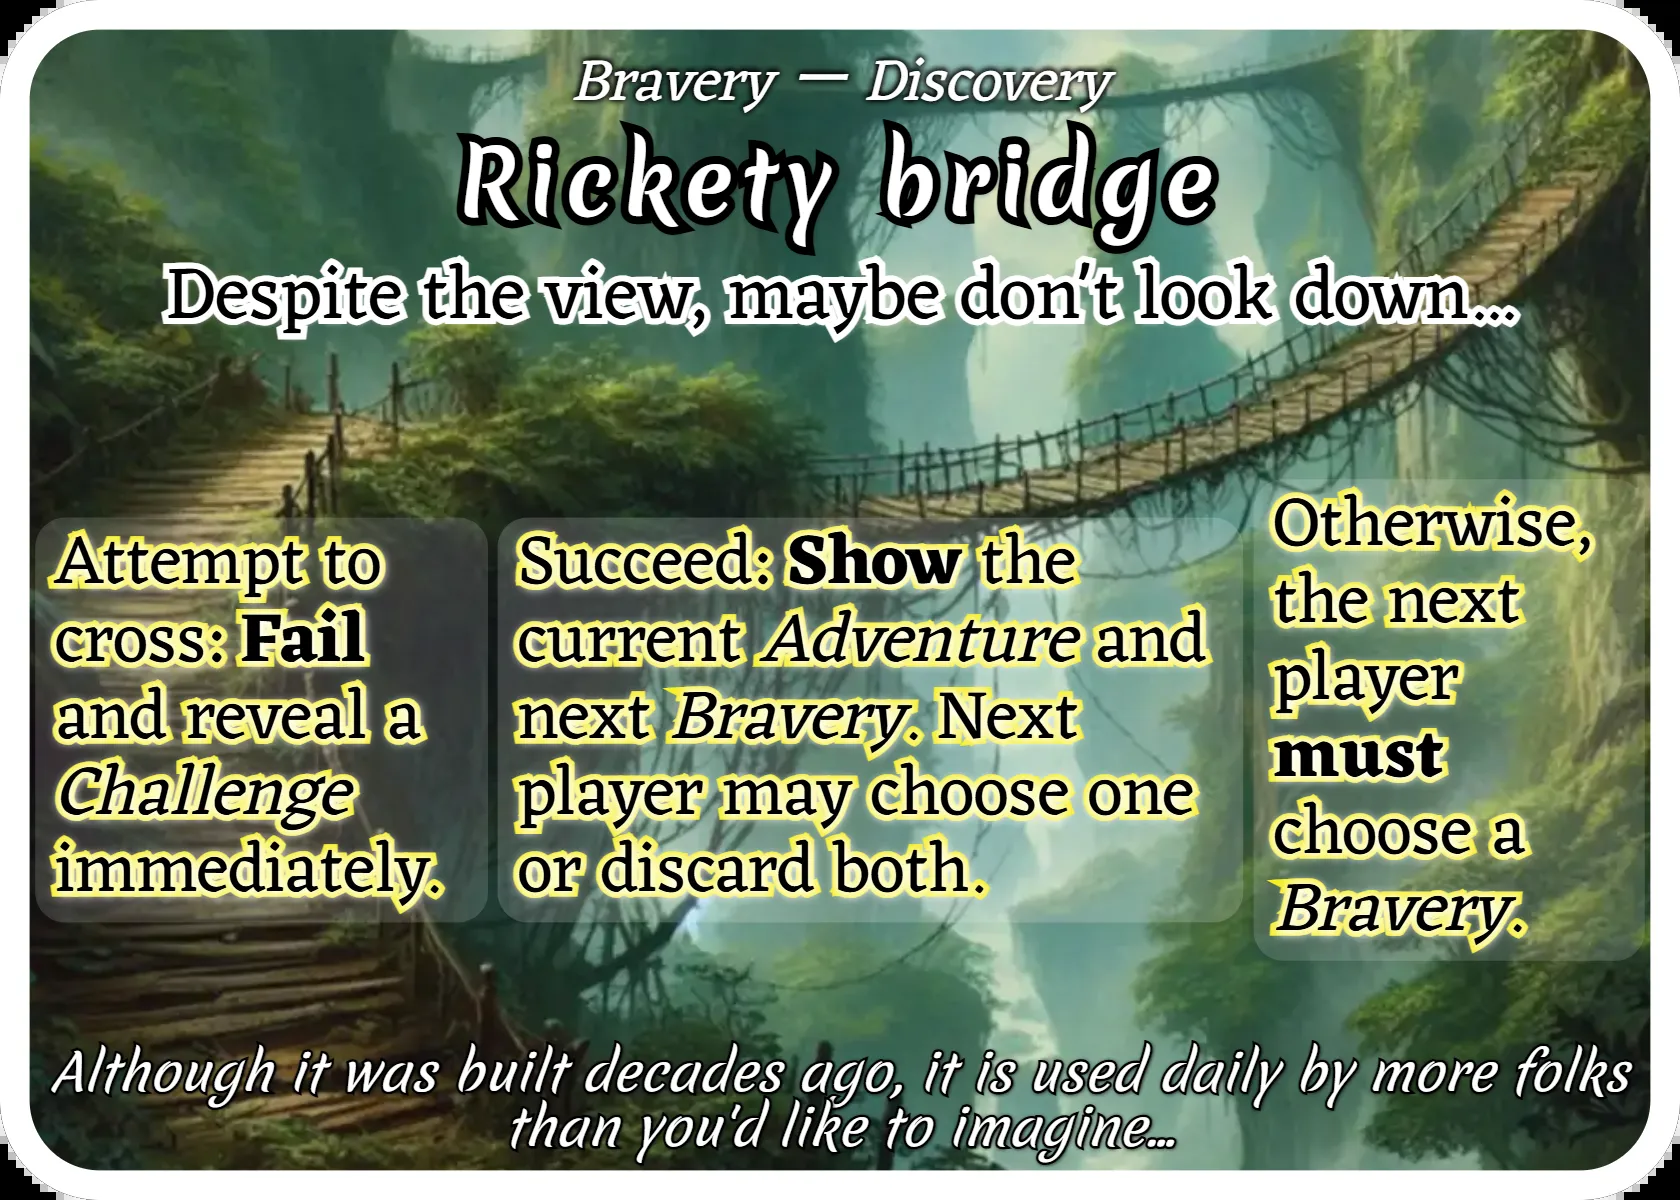 Bravery — Discovery
Rickety bridge
Despite the view, maybe don't look down...
Attempt to
cross: Fail
and reveal a
Challenge
immediately.
Succeed: Show the
current Adventure and
next Bravery. Next
player may choose one
or discard both.
Otherwise,
the next
player
must
choose a
Bravery.
Although it was built decades ago, it is used daily by more folks
than you'd like to imagine...